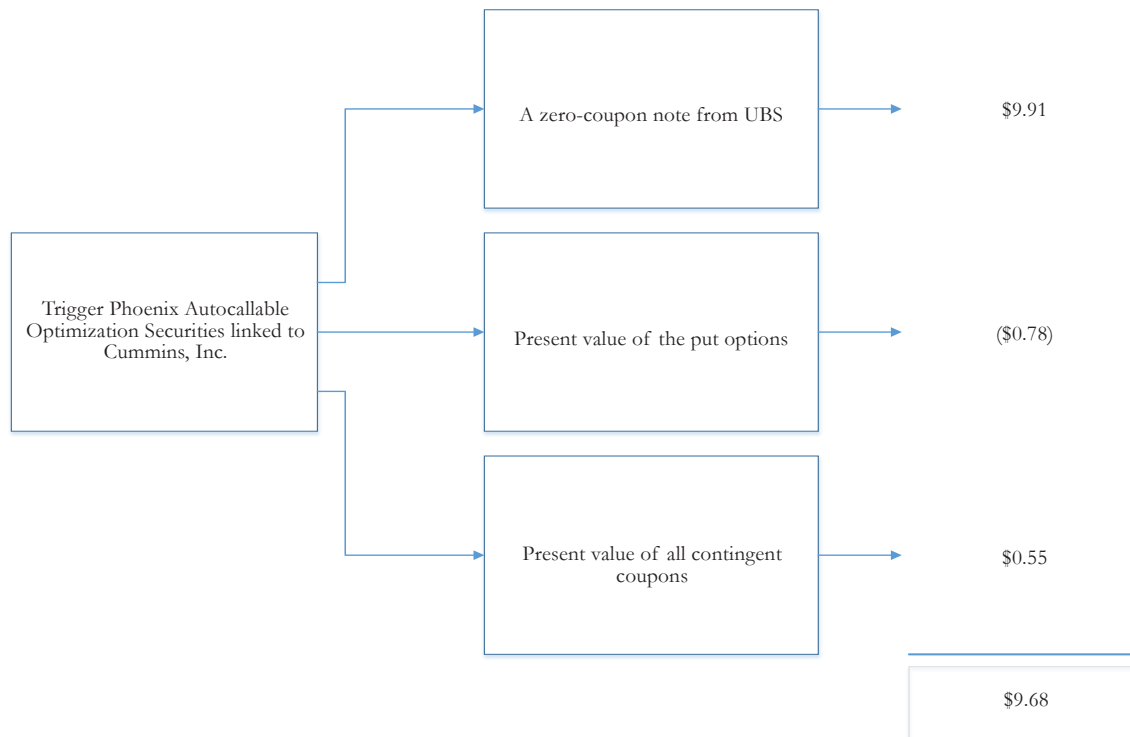 A zero-coupon note from UBS
$9.91
Trigger Phoenix Autocallable
Optimization Securities linked to
Cummins, Inc.
Present value of the put options
($0.78)
Present value of all contingent
coupons
$0.55
$9.68